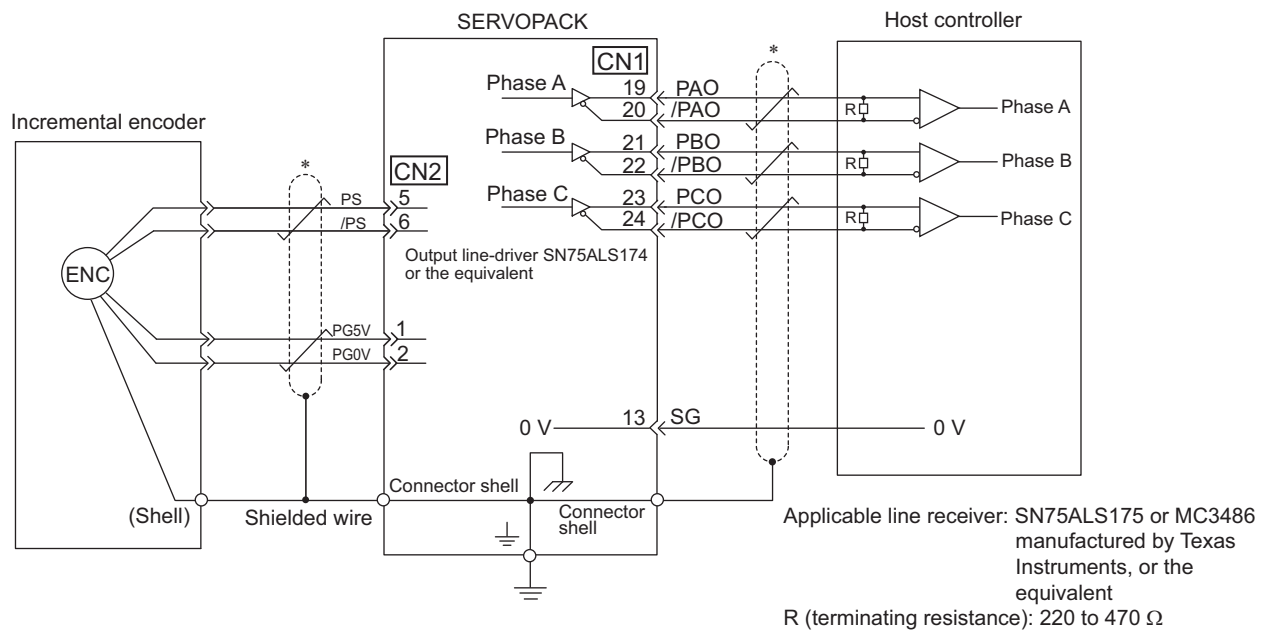 SERVOPACK
Host controller
CN1
*
Phase A
19
PAO
20
/PAO
R
Phase A
Phase B
21
PBO
22
/PBO
R
Phase B
Phase C
23
PCO
24
/PCO
R
Phase C
Incremental encoder
*
CN2
PS
5
/PS
6
Output line-driver SN75ALS174
or the equivalent
ENC
PG5V
1
PG0V
2
0 V
13
SG
0 V
Connector shell
Connector
shell
(Shell)
Shielded wire
Applicable line receiver: SN75ALS175 or MC3486
manufactured by Texas
Instruments, or the
equivalent
R (terminating resistance): 220 to 470 Ω